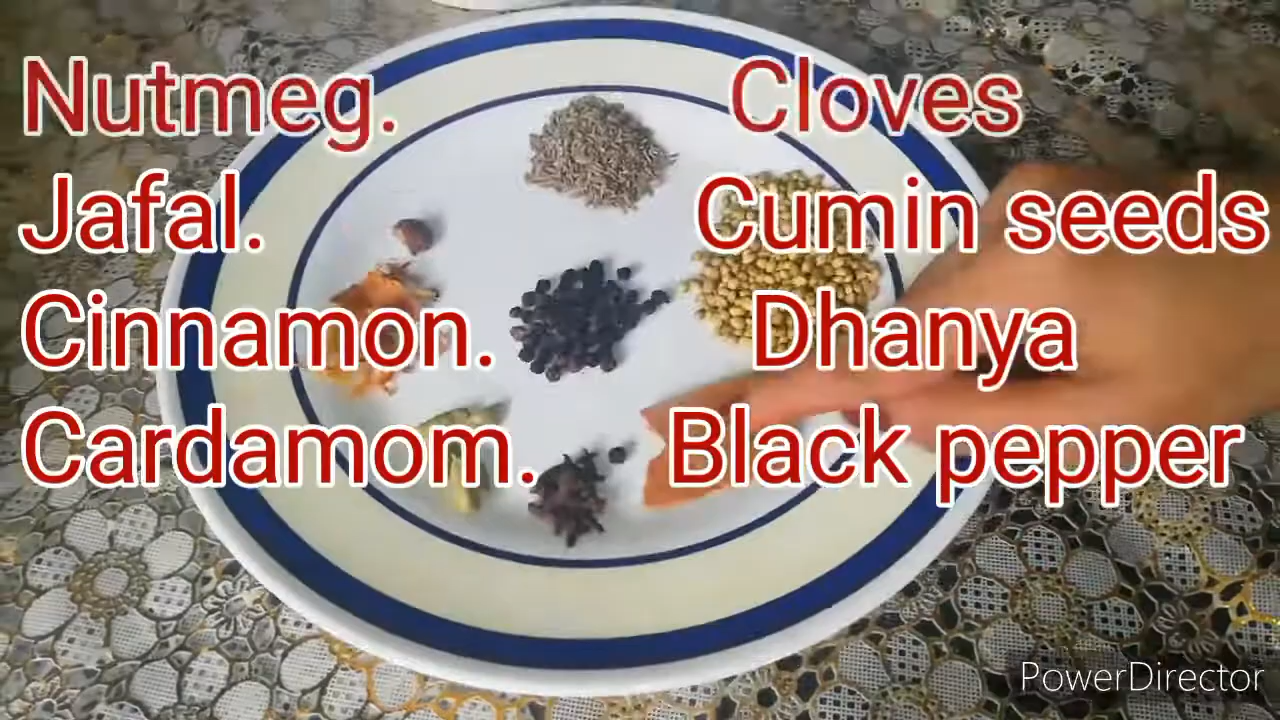 Nutmeg.
Jafal.
Cinnamon.
Cardamom.
Cloves
Cumin seeds
Dhanya
Black pepper
PowerDirector